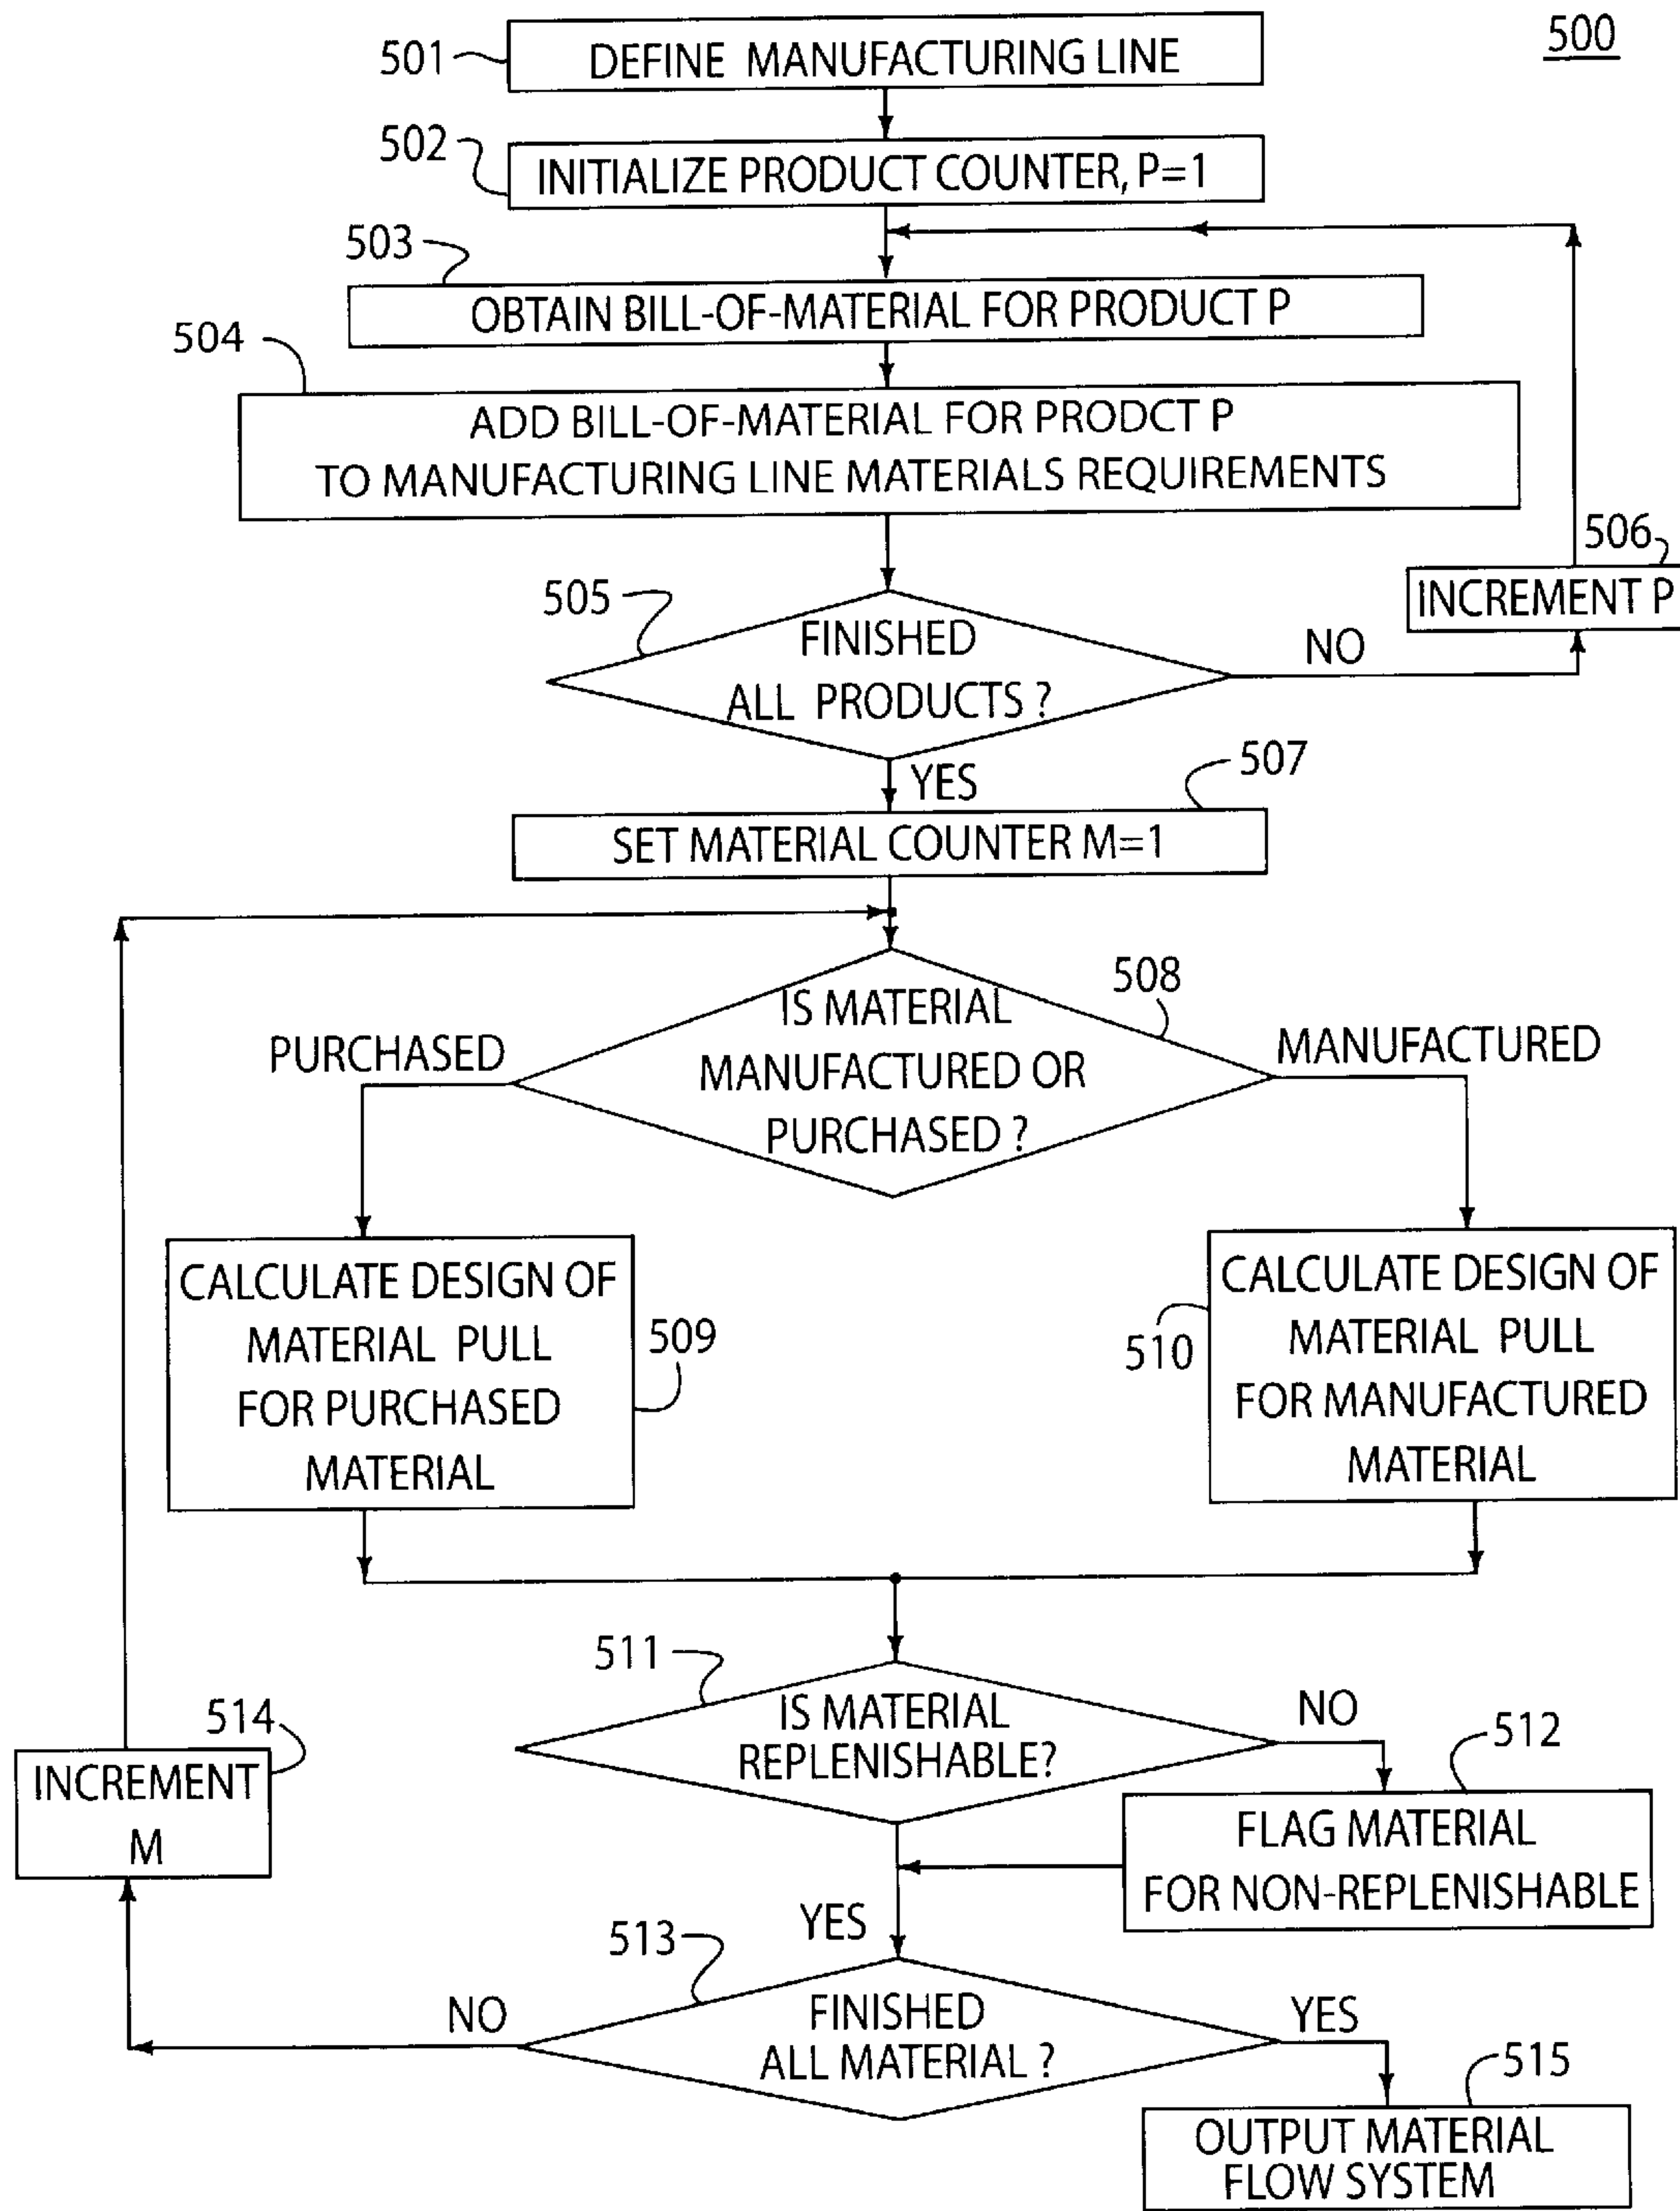 500
501
DEFINE MANUFACTURING LINE
502
INITIALIZE PRODUCT COUNTER, P=1
503
OBTAIN BILL-OF-MATERIAL FOR PRODUCT P
504
ADD BILL-OF-MATERIAL FOR PRODCT P
TO MANUFACTURING LINE MATERIALS REQUIREMENTS
506
INCREMENT P
505
FINISHED
ALL PRODUCTS ?
NO
YES
507
SET MATERIAL COUNTER M=1
508
IS MATERIAL
MANUFACTURED OR
PURCHASED ?
PURCHASED
MANUFACTURED
CALCULATE DESIGN OF
MATERIAL PULL
FOR PURCHASED
MATERIAL
509
510
CALCULATE DESIGN OF
MATERIAL PULL
FOR MANUFACTURED
MATERIAL
511
IS MATERIAL
REPLENISHABLE?
NO
512
FLAG MATERIAL
FOR NON-REPLENISHABLE
514
INCREMENT
M
YES
513
FINISHED
ALL MATERIAL ?
NO
YES
515
OUTPUT MATERIAL
FLOW SYSTEM